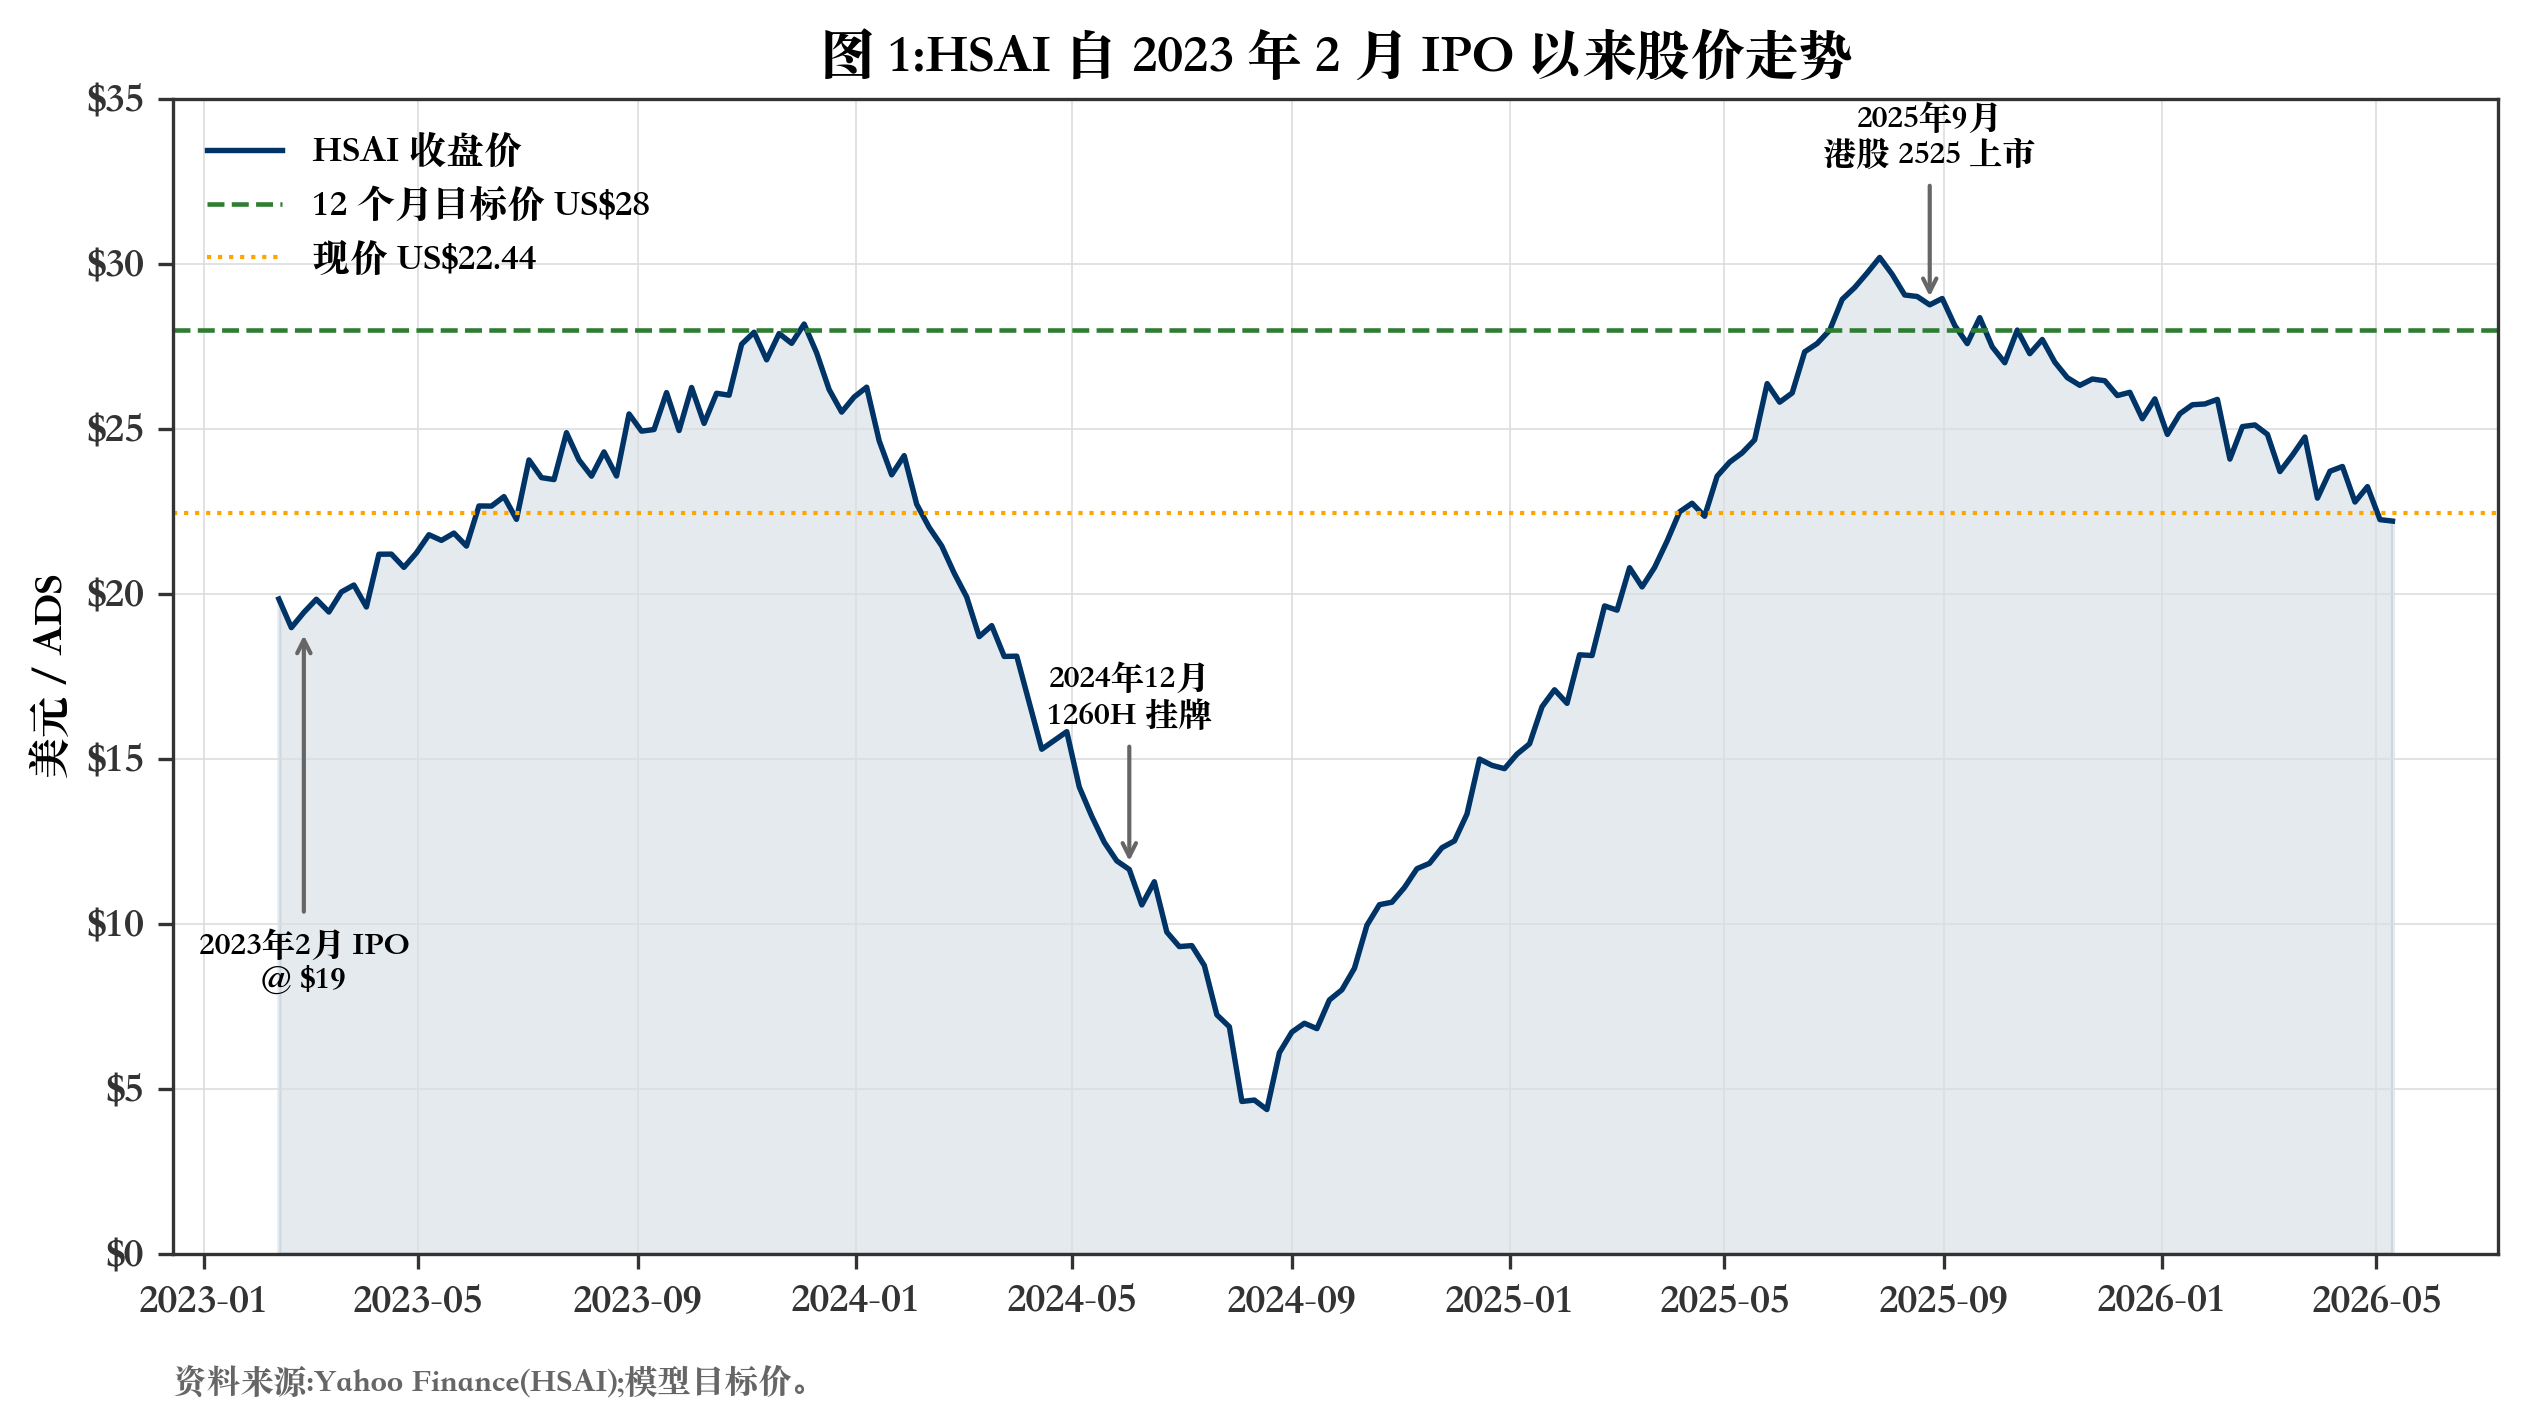 图 1:HSAI 自 2023 年 2 月 IPO 以来股价走势
HSAI 收盘价
12 个月目标价 US$28
现价 US$22.44
2025年9月
港股 2525 上市
2024年12月
1260H 挂牌
2023年2月 IPO
@ $19
美元 / ADS
$35
$30
$25
$20
$15
$10
$5
$0
2023-01
2023-05
2023-09
2024-01
2024-05
2024-09
2025-01
2025-05
2025-09
2026-01
2026-05
资料来源:Yahoo Finance(HSAI);模型目标价。